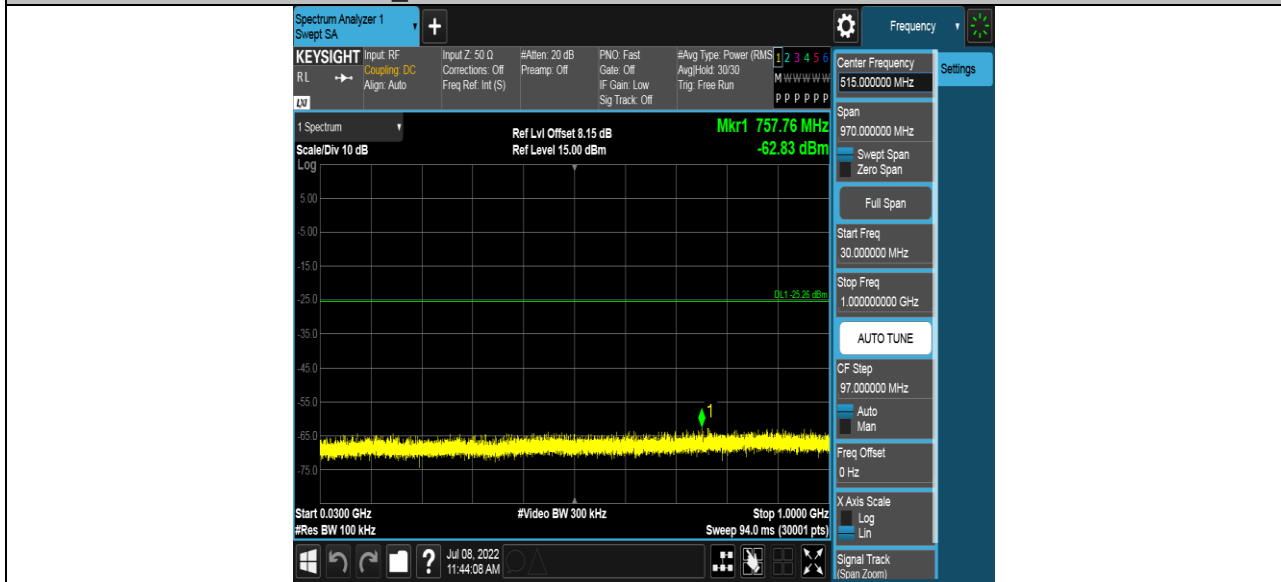 Spectrum Analyzer 1
Swept SA
+
Frequency
KEYSIGHT
RL
LXI
Input: RF
Coupling: DC
Align: Auto
Input Z: 50 Ω
Corrections: Off
Freq Ref: Int (S)
#Atten: 20 dB
Preamp: Off
PNO: Fast
Gate: Off
IF Gain: Low
Sig Track: Off
#Avg Type: Power (RMS
Avg|Hold: 30/30
Trig: Free Run
1 2 3 4 5 6
M W W W W W
P P P P P P
1 Spectrum
Scale/Div 10 dB
Log
Ref Lvl Offset 8.15 dB
Ref Level 15.00 dBm
Mkr1 757.76 MHz
-62.83 dBm
5.00
-5.00
-15.0
-25.0
DL1 -25.26 dBm
-35.0
-45.0
-55.0
1
-65.0
-75.0
Start 0.0300 GHz
#Res BW 100 kHz
#Video BW 300 kHz
Stop 1.0000 GHz
Sweep 94.0 ms (30001 pts)
?
Jul 08, 2022
11:44:08 AM
Center Frequency
515.000000 MHz
Settings
Span
970.000000 MHz
Swept Span
Zero Span
Full Span
Start Freq
30.000000 MHz
Stop Freq
1.000000000 GHz
AUTO TUNE
CF Step
97.000000 MHz
Auto
Man
Freq Offset
0 Hz
X Axis Scale
Log
Lin
Signal Track
(Span Zoom)